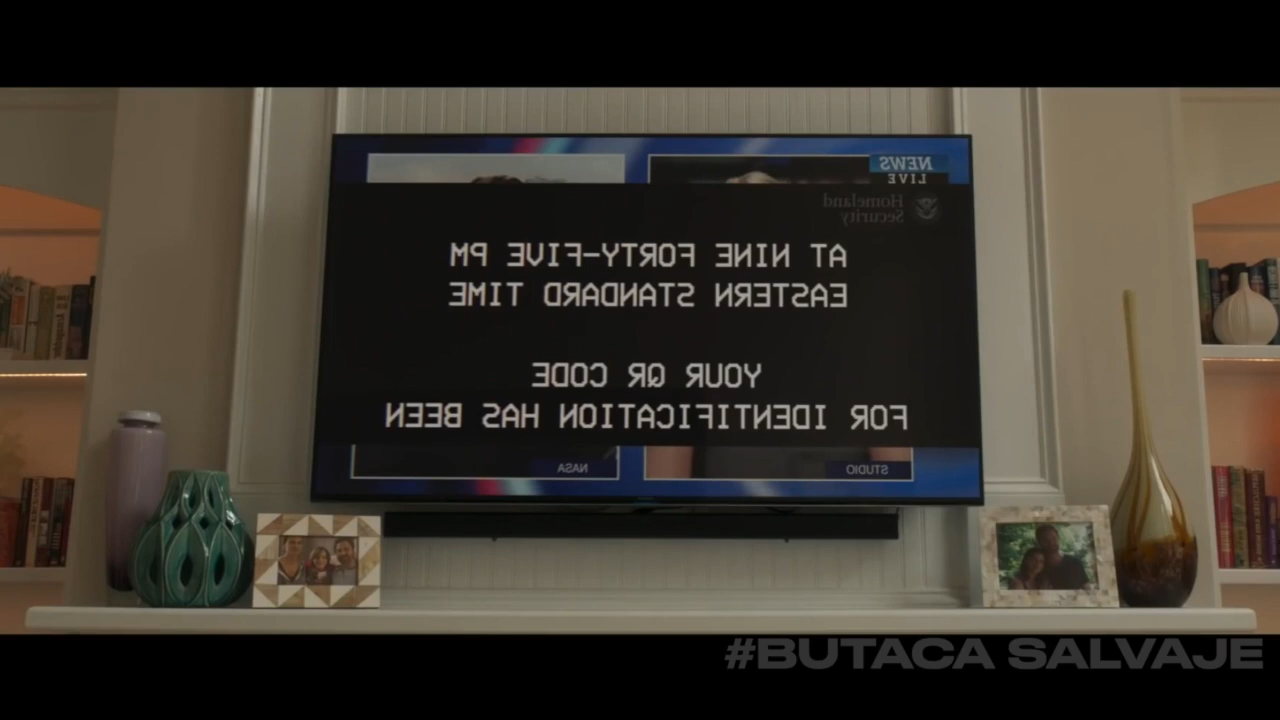 NEWS
LIVE
Homeland
Security
AT NINE FORTY-FIVE PM
EASTERN STANDARD TIME
YOUR QR CODE
FOR IDENTIFICATION HAS BEEN
NASA
STUDIO
#BUTACA SALVAJE